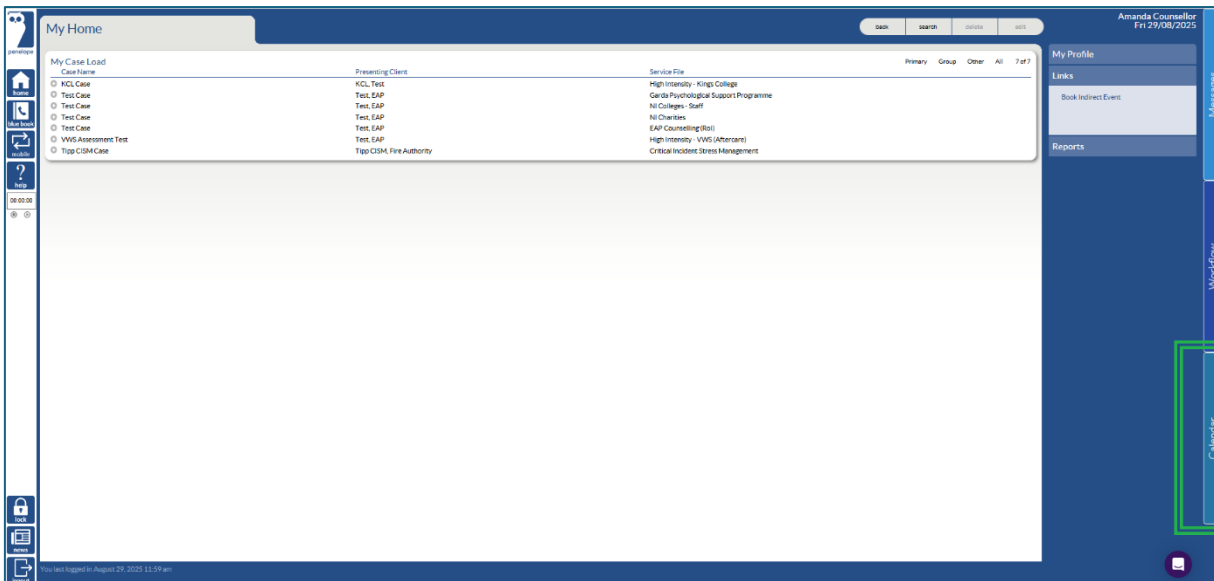 penelope
My Home
back search delete edit
Amanda Counsellor
Fri 29/08/2025
home
blue book
mobile
help
00:00:08
My Case Load
Primary Group Other All 7 of 7
Case Name Presenting Client Service File
KCL Case KCL, Test High Intensity - Kings College
Test Case Test, EAP Garda Psychological Support Programme
Test Case Test, EAP NI Colleges - Staff
Test Case Test, EAP NI Charities
Test Case Test, EAP EAP Counselling (RoI)
VWS Assessment Test Test, EAP High Intensity - VWS (Aftercare)
Tipp CISM Case Tipp CISM, Fire Authority Critical Incident Stress Management
My Profile
Links
Book Indirect Event
Reports
Messages
Workflow
Calendar
lock
news
You last logged in August 29, 2025 11:59 am